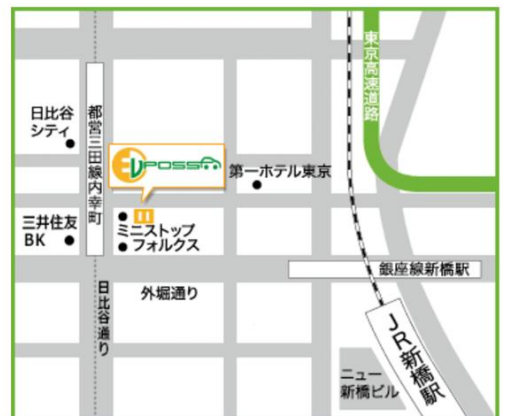 東京高速道路
日比谷
シティ
都営三田線内幸町
EVPOSSA
第一ホテル東京
三井住友
BK
ミニストップ
フォルクス
銀座線新橋駅
日比谷通り
外堀通り
JR新橋駅
ニュー
新橋ビル